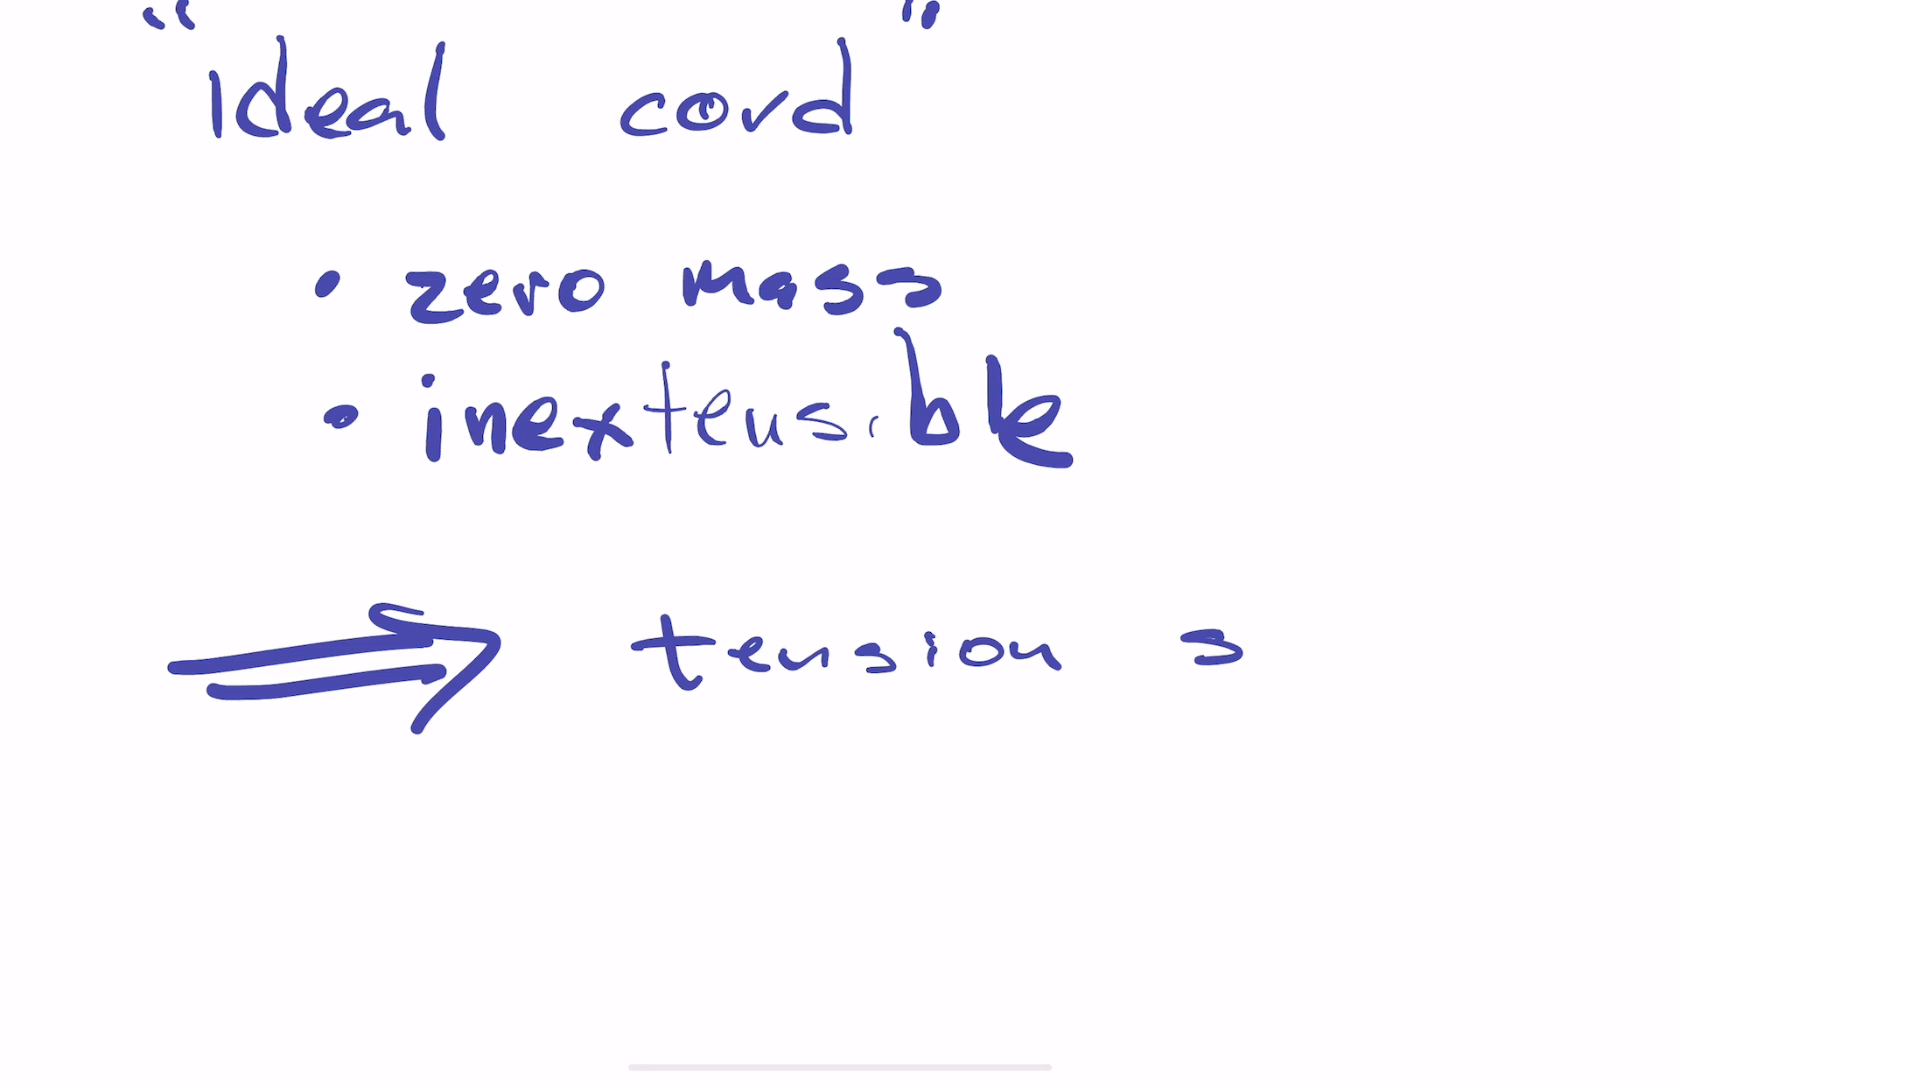 "ideal cord"
• zero mass
• inextensible
⇒ tension s